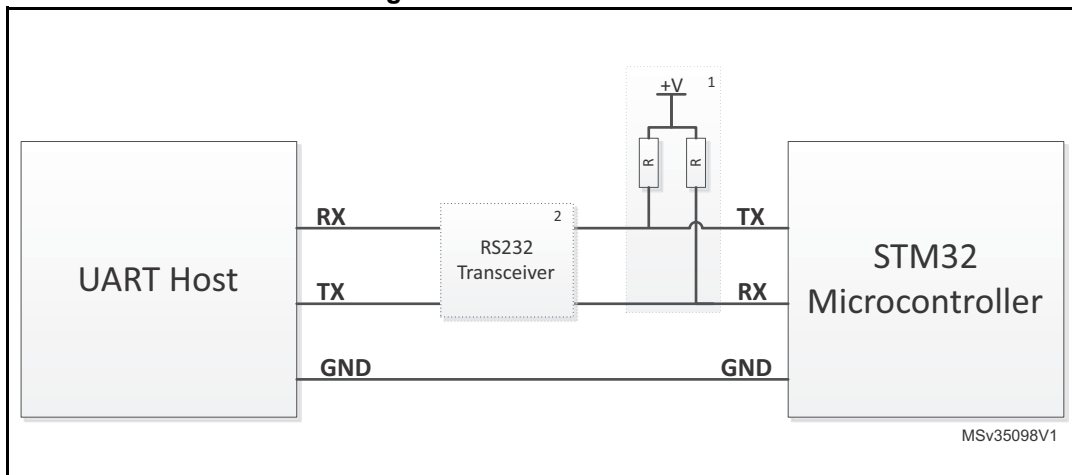 +V
1
R
R
RX
2
TX
UART Host
RS232
Transceiver
STM32
Microcontroller
TX
RX
GND
GND
MSv35098V1